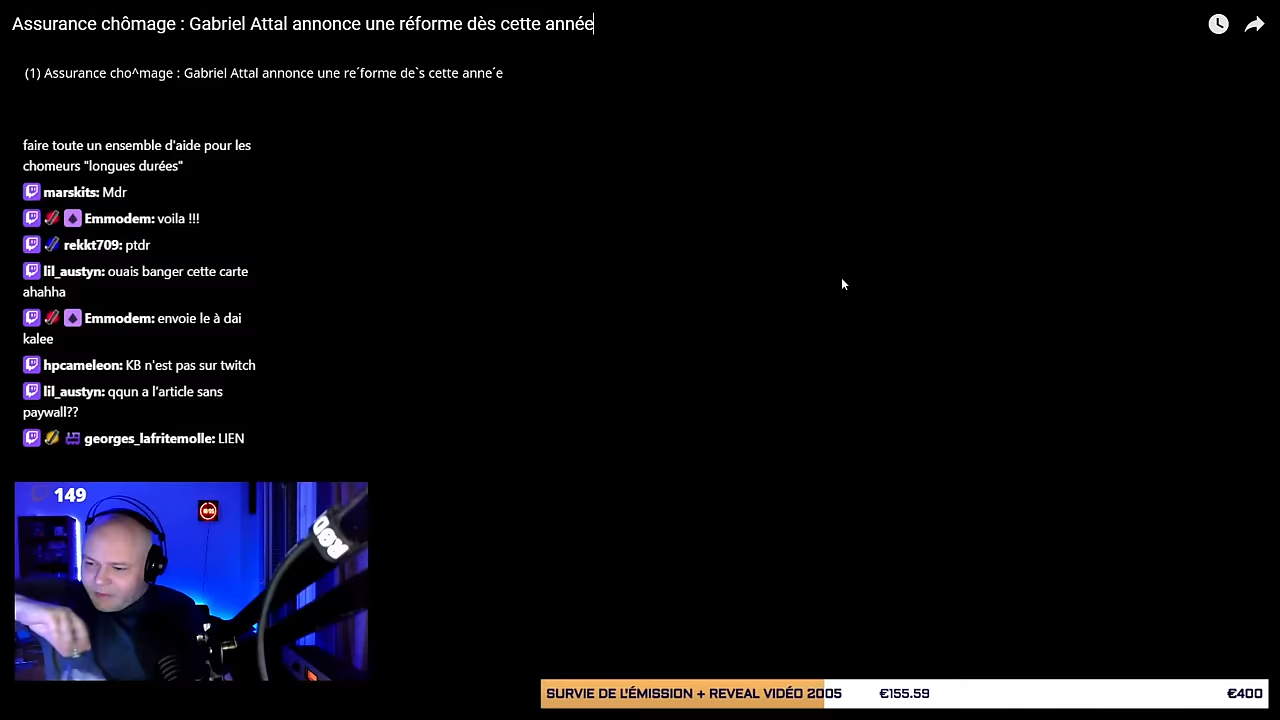 Assurance chômage : Gabriel Attal annonce une réforme dès cette année
(1) Assurance cho^mage : Gabriel Attal annonce une re´forme de`s cette anne´e
faire toute un ensemble d'aide pour les
chomeurs "longues durées"
marskits: Mdr
Emmodem: voila !!!
rekkt709: ptdr
lil_austyn: ouais banger cette carte
ahahha
Emmodem: envoie le à dai
kalee
hpcameleon: KB n'est pas sur twitch
lil_austyn: qqun a l’article sans
paywall??
georges_lafritemolle: LIEN
149
RØDE
SURVIE DE L'ÉMISSION + REVEAL VIDÉO 2005 €155.59 €400